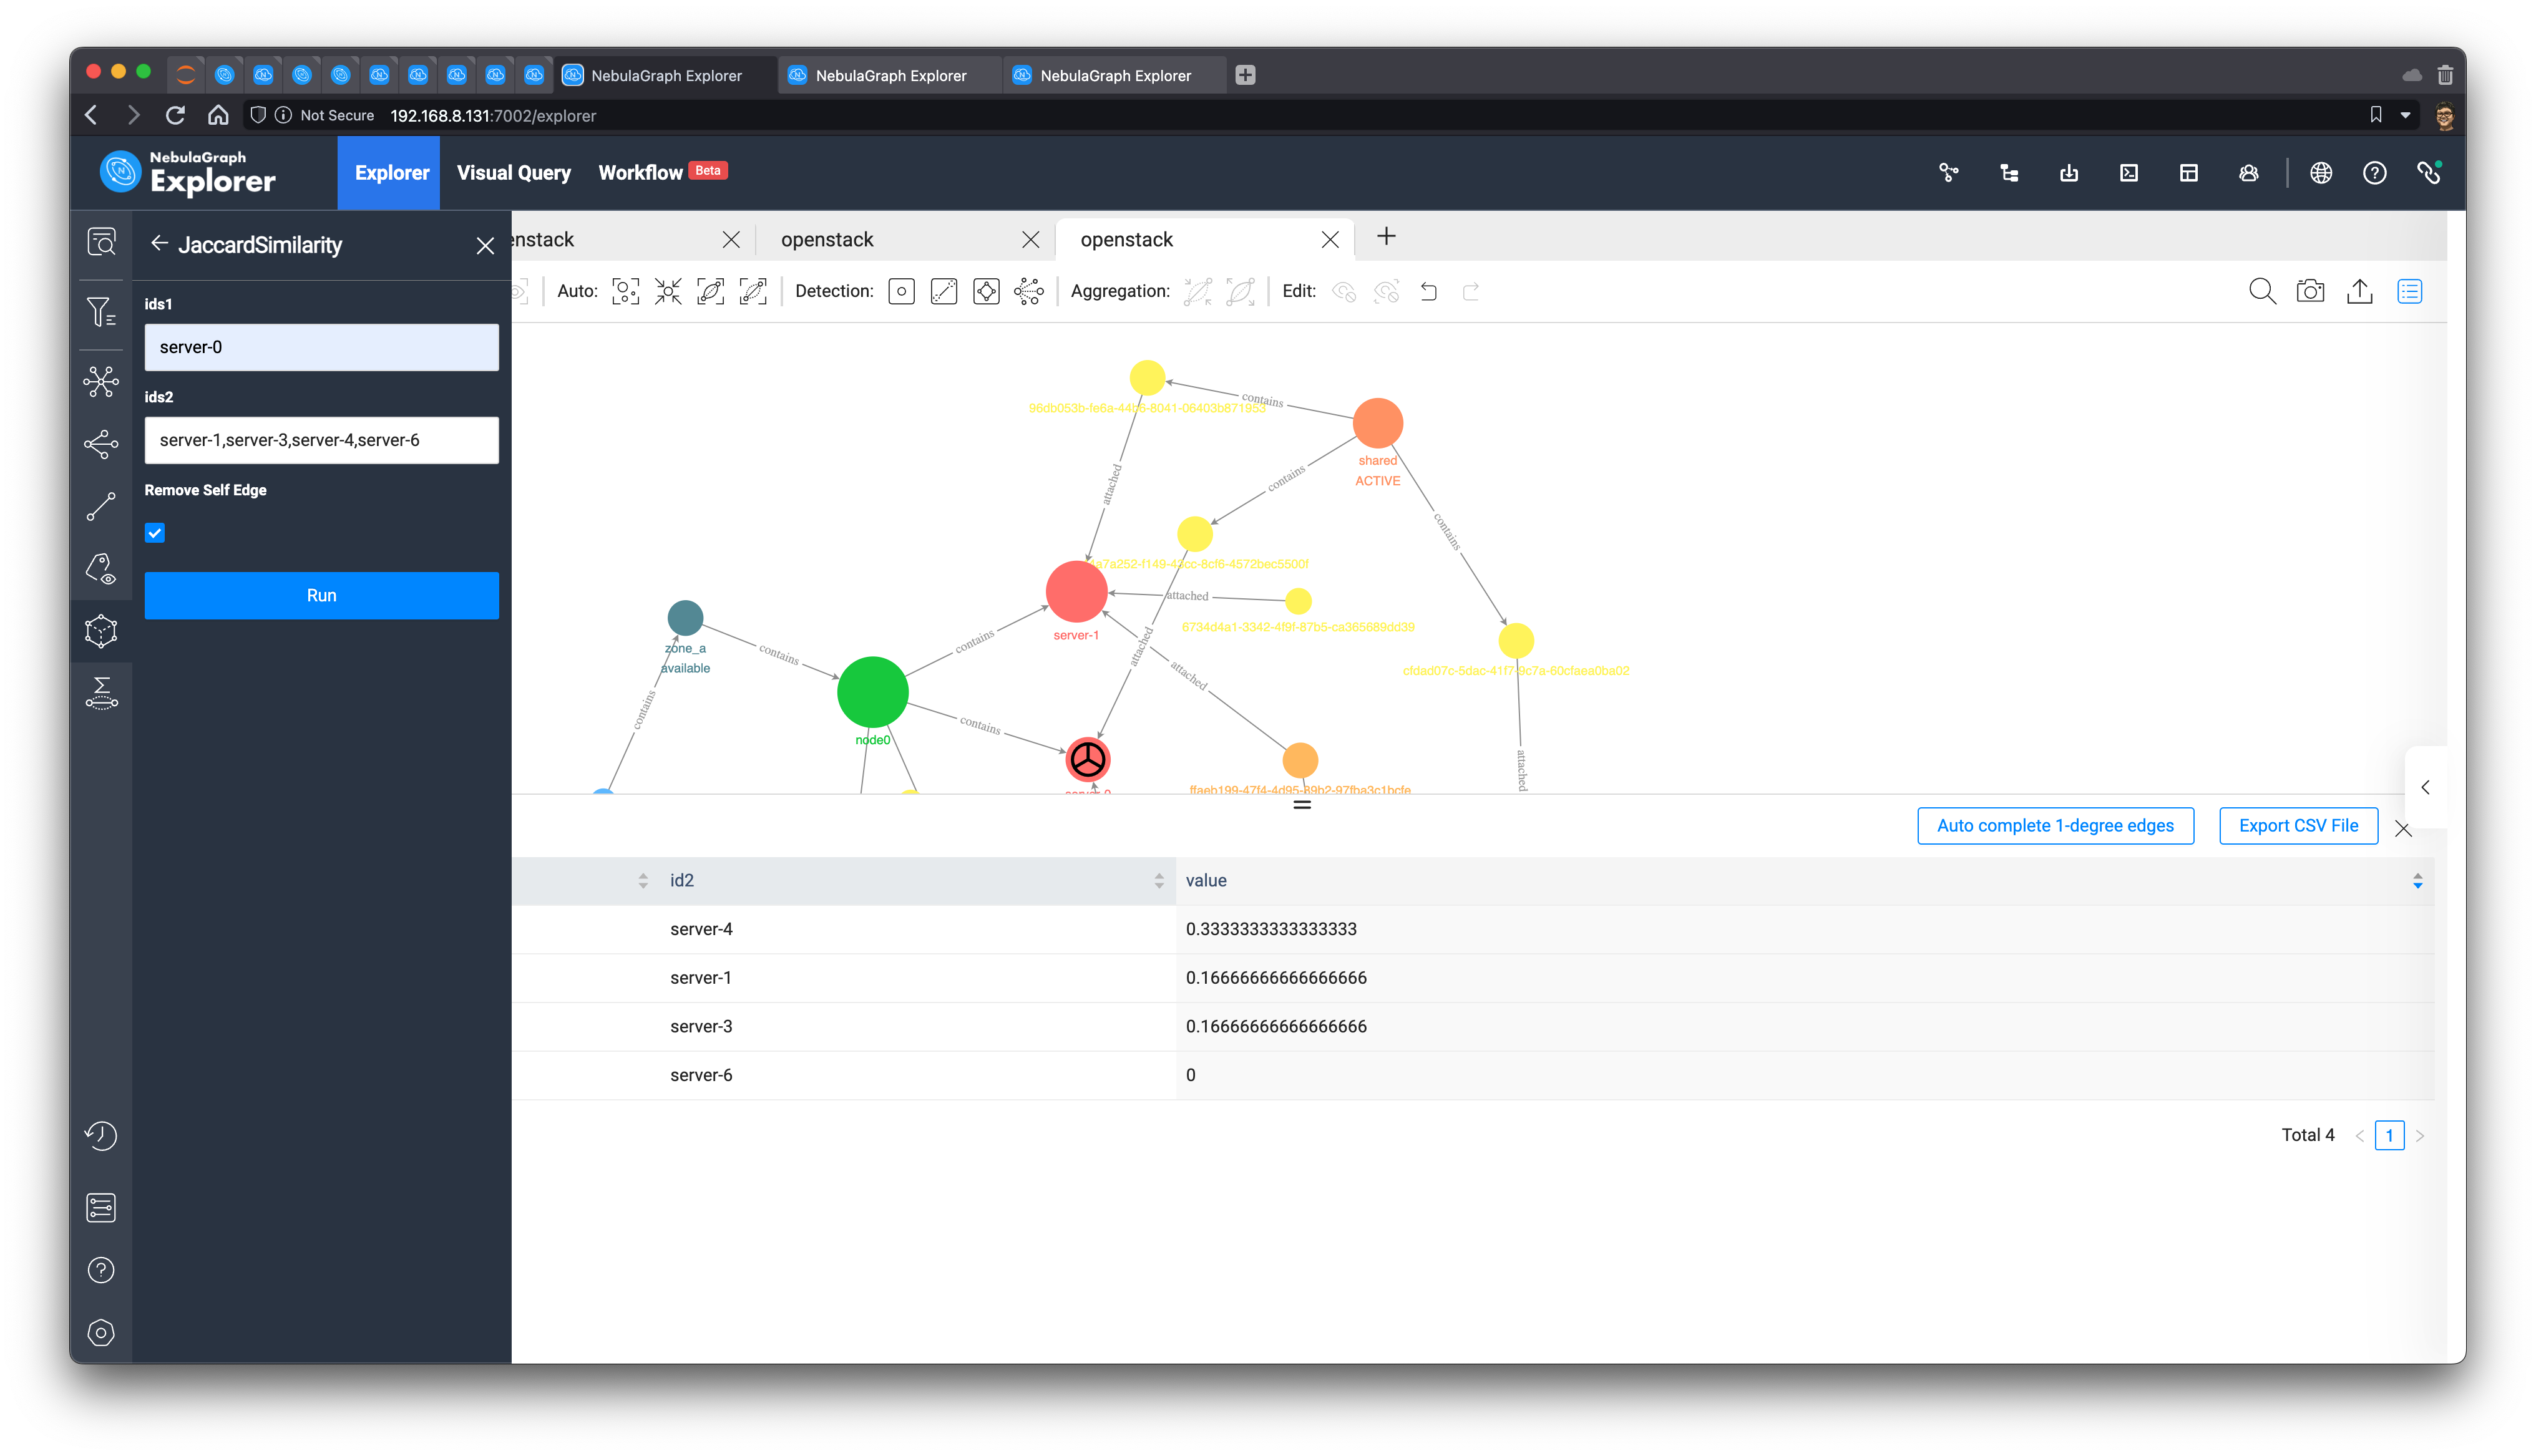 NebulaGraph Explorer
NebulaGraph Explorer
NebulaGraph Explorer
Not Secure 192.168.8.131:7002/explorer
NebulaGraph
Explorer
Explorer
Visual Query
Workflow Beta
JaccardSimilarity
ids1
server-0
ids2
server-1,server-3,server-4,server-6
Remove Self Edge
Run
enstack
openstack
openstack
Auto:
Detection:
Aggregation:
Edit:
96db053b-fe6a-44b6-8041-06403b871953
contains
shared
ACTIVE
attached
contains
contains
a7a252-f149-43cc-8cf6-4572bec5500f
server-1
attached
6734d4a1-3342-4f9f-87b5-ca365689dd39
zone_a
available
contains
contains
attached
attached
cfdad07c-5dac-41f7-9c7a-60cfaea0ba02
contains
node0
contains
server-0
ffaeb199-47f4-4d95-89b2-97fba3c1bcfe
attached
Auto complete 1-degree edges
Export CSV File
id2
value
server-4
0.3333333333333333
server-1
0.16666666666666666
server-3
0.16666666666666666
server-6
0
Total 4
1